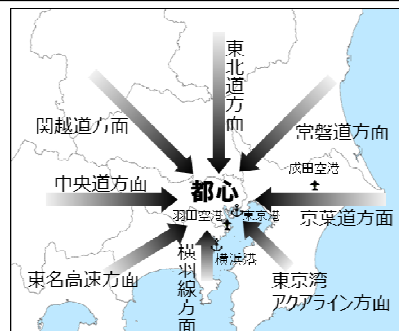 東北道方面
関越道方面
常磐道方面
成田空港
中央道方面
都心
羽田空港
東京港
京葉道方面
横浜港
東名高速方面
横羽線方面
東京湾
アクアライン方面